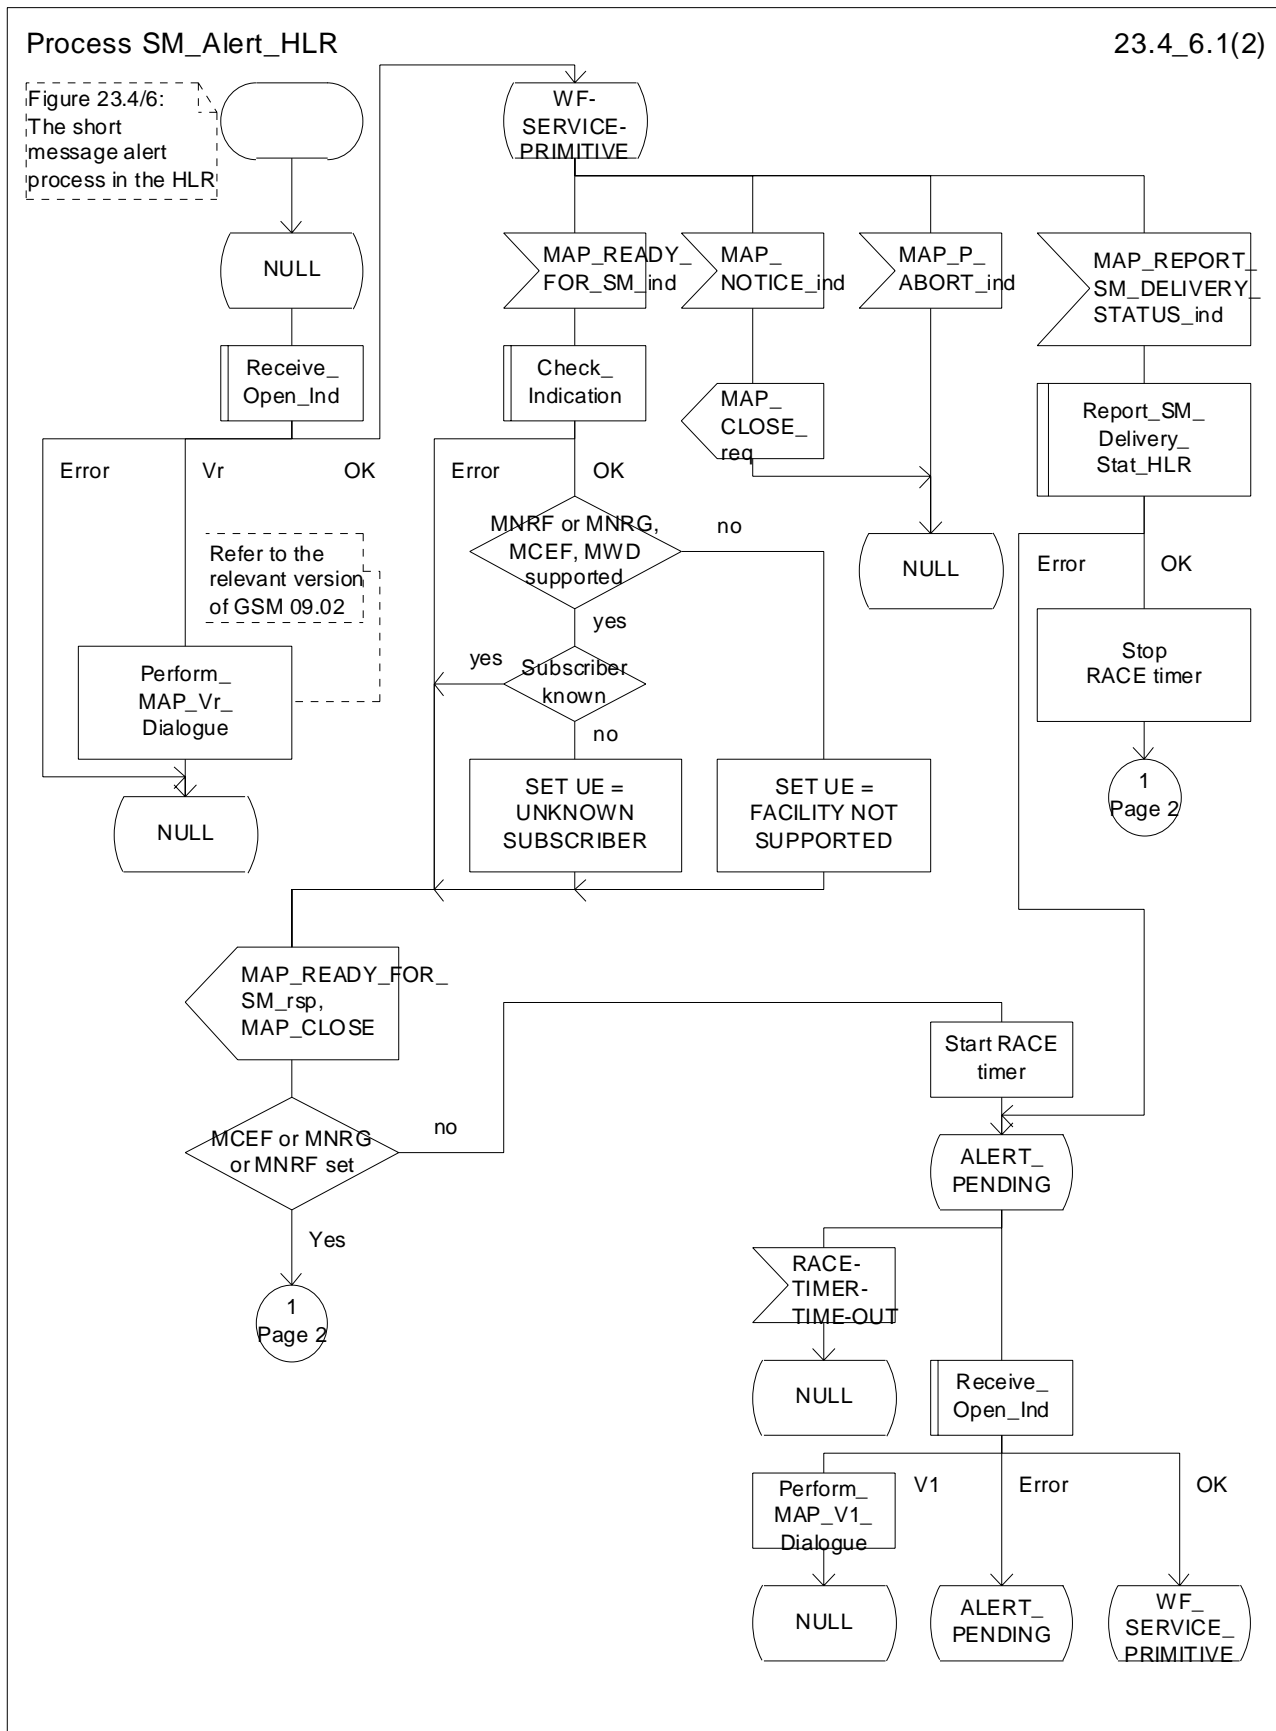 Process SM_Alert_HLR
23.4_6.1(2)
Figure 23.4/6:
The short
message alert
process in the HLR
WF-
SERVICE-
PRIMITIVE
NULL
MAP_READY_
FOR_SM_ind
MAP_
NOTICE_ind
MAP_P_
ABORT_ind
MAP_REPORT_
SM_DELIVERY_
STATUS_ind
Receive_
Open_Ind
Check_
Indication
MAP_
CLOSE_
req
Report_SM_
Delivery_
Stat_HLR
Error
Vr
OK
Error
OK
MNRF or MNRG,
MCEF, MWD
supported
no
yes
NULL
Error
OK
Refer to the
relevant version
of GSM 09.02
Perform_
MAP_Vr_
Dialogue
yes
Subscriber
known
no
Stop
RACE timer
1
Page 2
NULL
SET UE =
UNKNOWN
SUBSCRIBER
SET UE =
FACILITY NOT
SUPPORTED
MAP_READY_FOR_
SM_rsp,
MAP_CLOSE
Start RACE
timer
MCEF or MNRG
or MNRF set
no
Yes
ALERT_
PENDING
1
Page 2
RACE-
TIMER-
TIME-OUT
NULL
Receive_
Open_Ind
Perform_
MAP_V1_
Dialogue
V1
Error
OK
NULL
ALERT_
PENDING
WF_
SERVICE_
PRIMITIVE